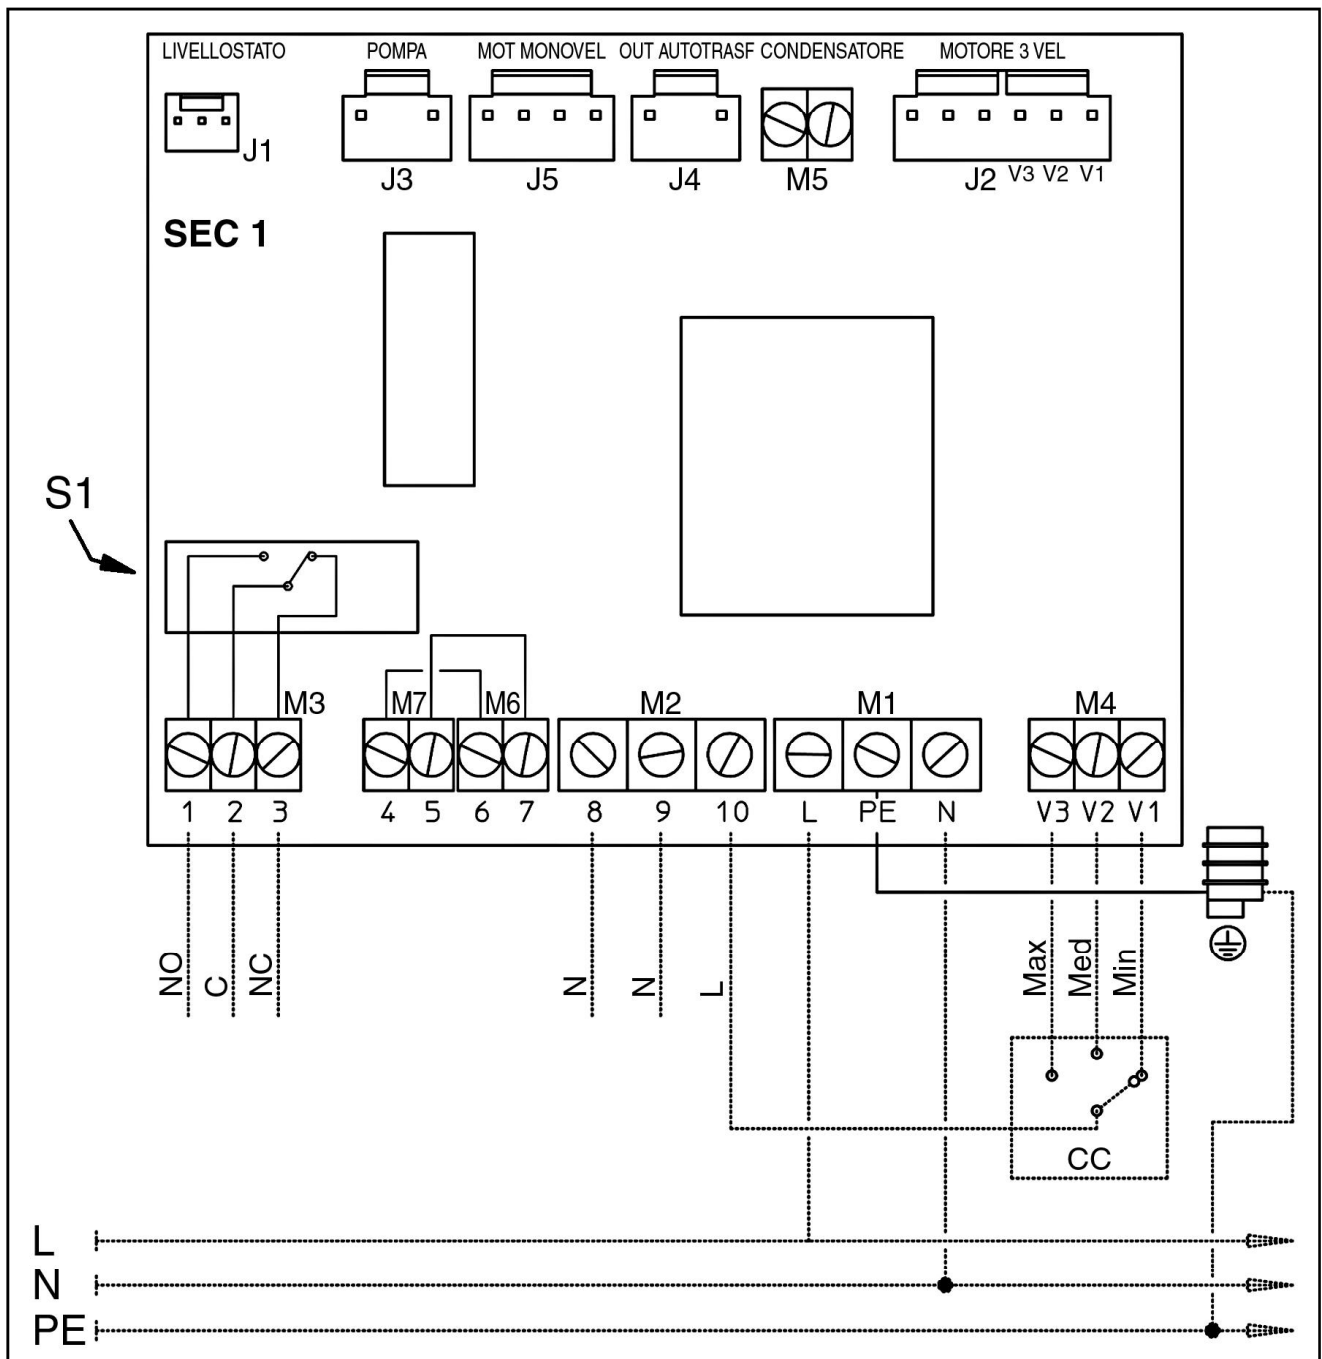 LIVELLOSTATO POMPA MOT MONOVEL OUT AUTOTRASF CONDENSATORE MOTORE 3 VEL
J1 J3 J5 J4 M5 J2 V3 V2 V1
SEC 1
S1
M3 M7 M6 M2 M1 M4
1 2 3 4 5 6 7 8 9 10 L PE N V3 V2 V1
NO C NC N N L Max Med Min
CC
L
N
PE